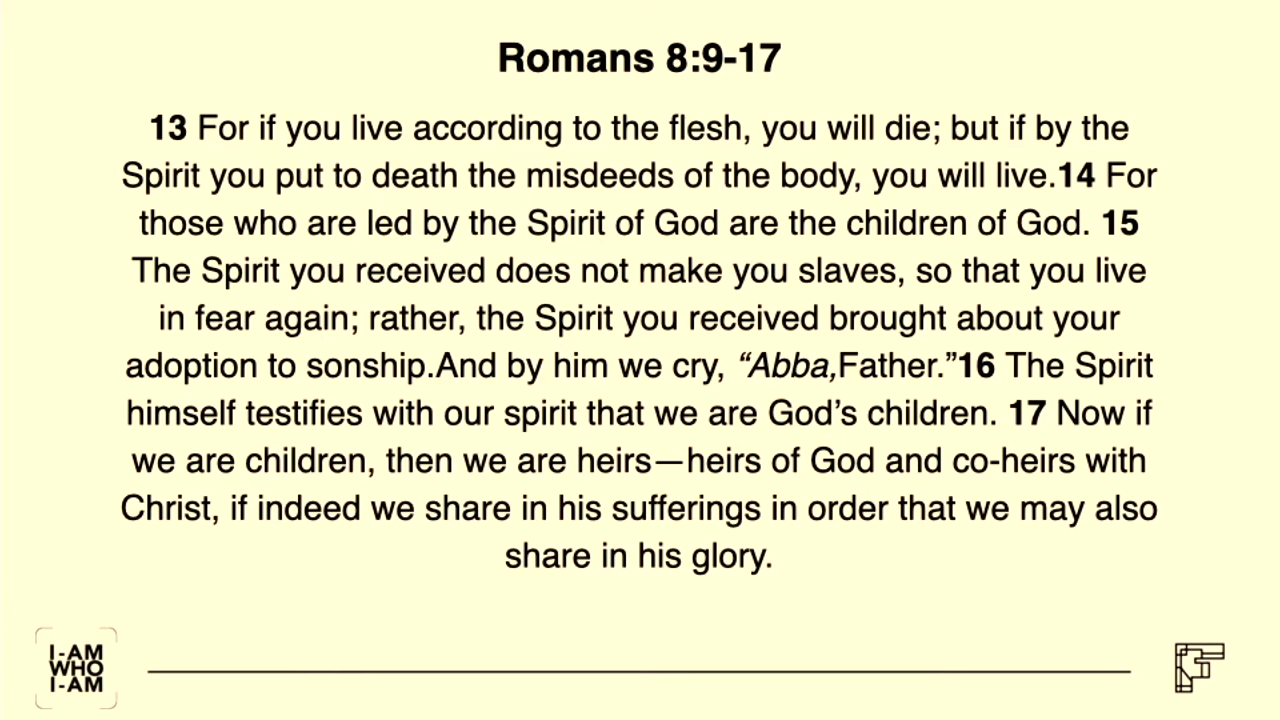 Romans 8:9-17
13 For if you live according to the flesh, you will die; but if by the
Spirit you put to death the misdeeds of the body, you will live.14 For
those who are led by the Spirit of God are the children of God. 15
The Spirit you received does not make you slaves, so that you live
in fear again; rather, the Spirit you received brought about your
adoption to sonship.And by him we cry, “Abba,Father.”16 The Spirit
himself testifies with our spirit that we are God’s children. 17 Now if
we are children, then we are heirs—heirs of God and co-heirs with
Christ, if indeed we share in his sufferings in order that we may also
share in his glory.
I-AM
WHO
I-AM